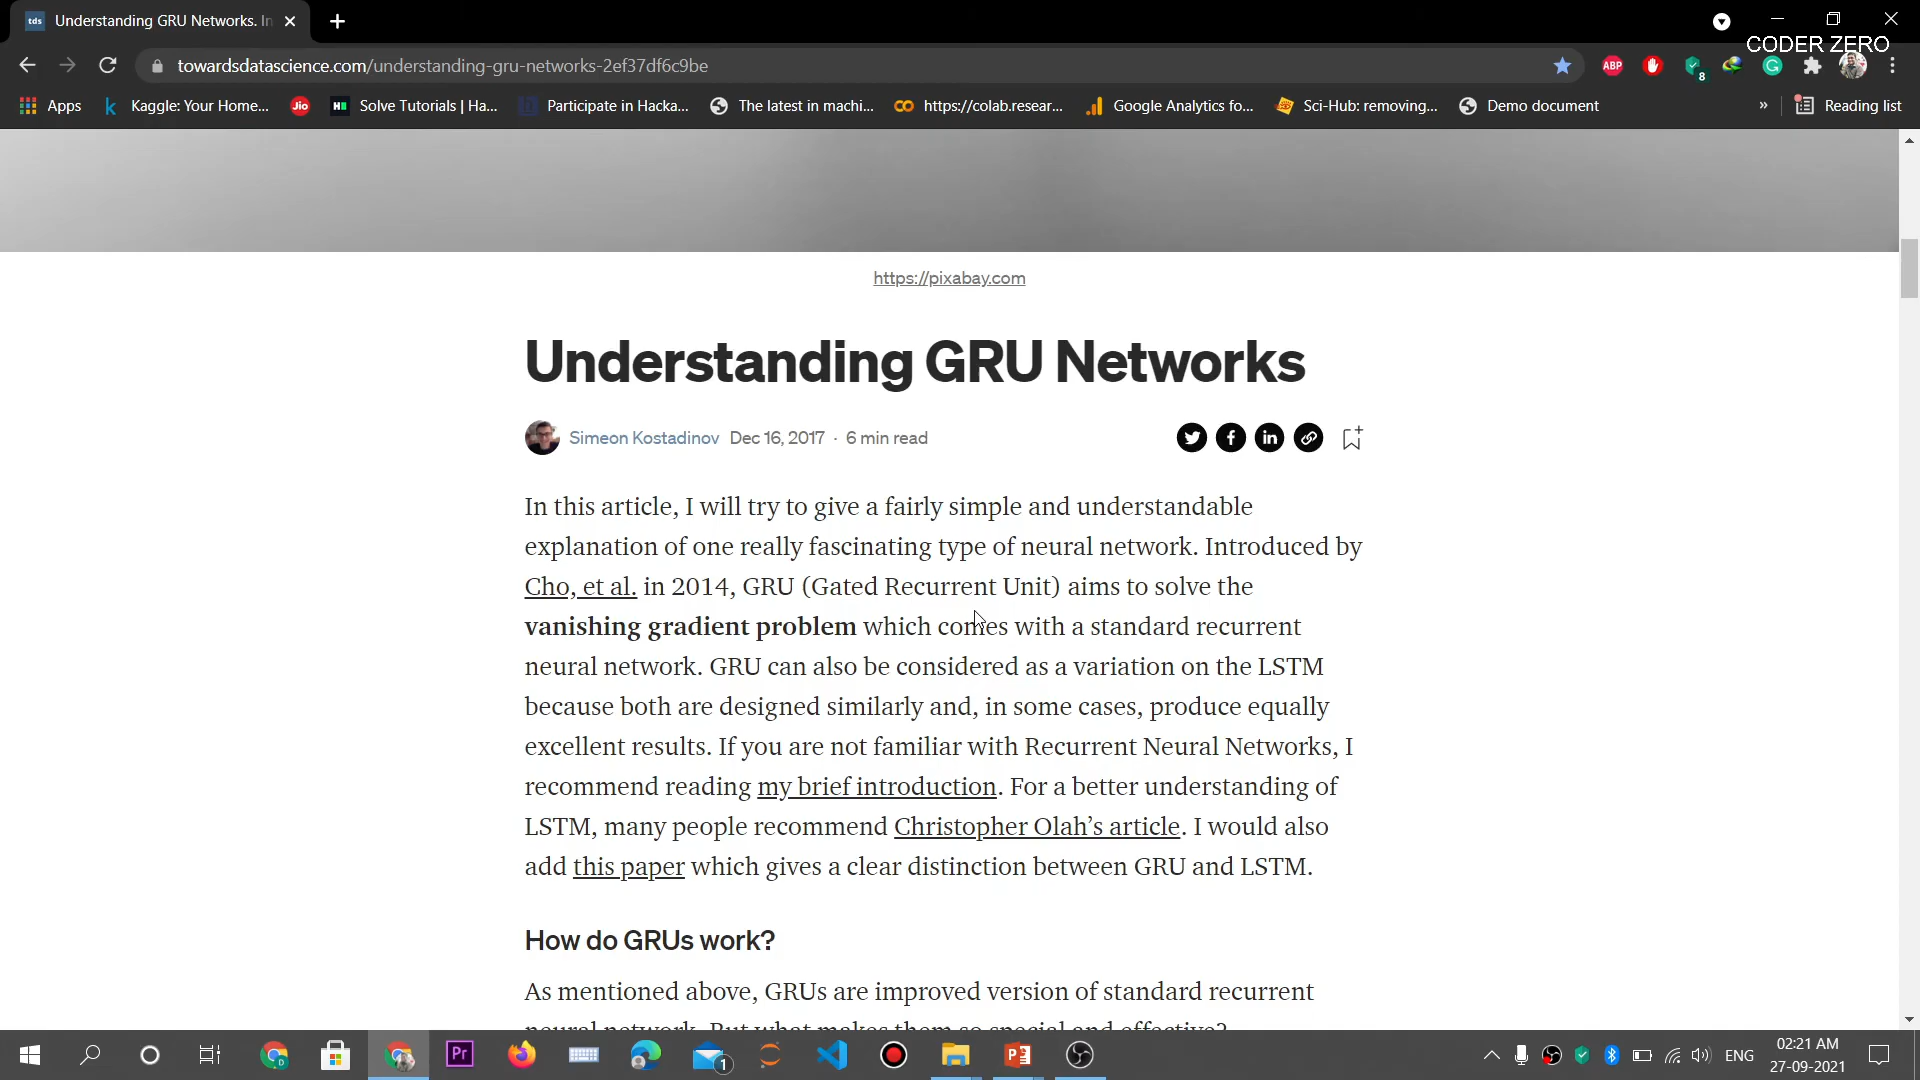 tds Understanding GRU Networks. In
CODER ZERO
towardsdatascience.com/understanding-gru-networks-2ef37df6c9be
ABP
8
Apps
k Kaggle: Your Home...
Jio
H Solve Tutorials | Ha...
Participate in Hacka...
The latest in machi...
https://colab.resear...
Google Analytics fo...
Sci-Hub: removing...
Demo document
»
Reading list
https://pixabay.com
Understanding GRU Networks
Simeon Kostadinov Dec 16, 2017 · 6 min read
In this article, I will try to give a fairly simple and understandable
explanation of one really fascinating type of neural network. Introduced by
Cho, et al. in 2014, GRU (Gated Recurrent Unit) aims to solve the
vanishing gradient problem which comes with a standard recurrent
neural network. GRU can also be considered as a variation on the LSTM
because both are designed similarly and, in some cases, produce equally
excellent results. If you are not familiar with Recurrent Neural Networks, I
recommend reading my brief introduction. For a better understanding of
LSTM, many people recommend Christopher Olah’s article. I would also
add this paper which gives a clear distinction between GRU and LSTM.
How do GRUs work?
As mentioned above, GRUs are improved version of standard recurrent
neural network. But what makes them so special and effective?
Pr
1
ENG
02:21 AM
27-09-2021